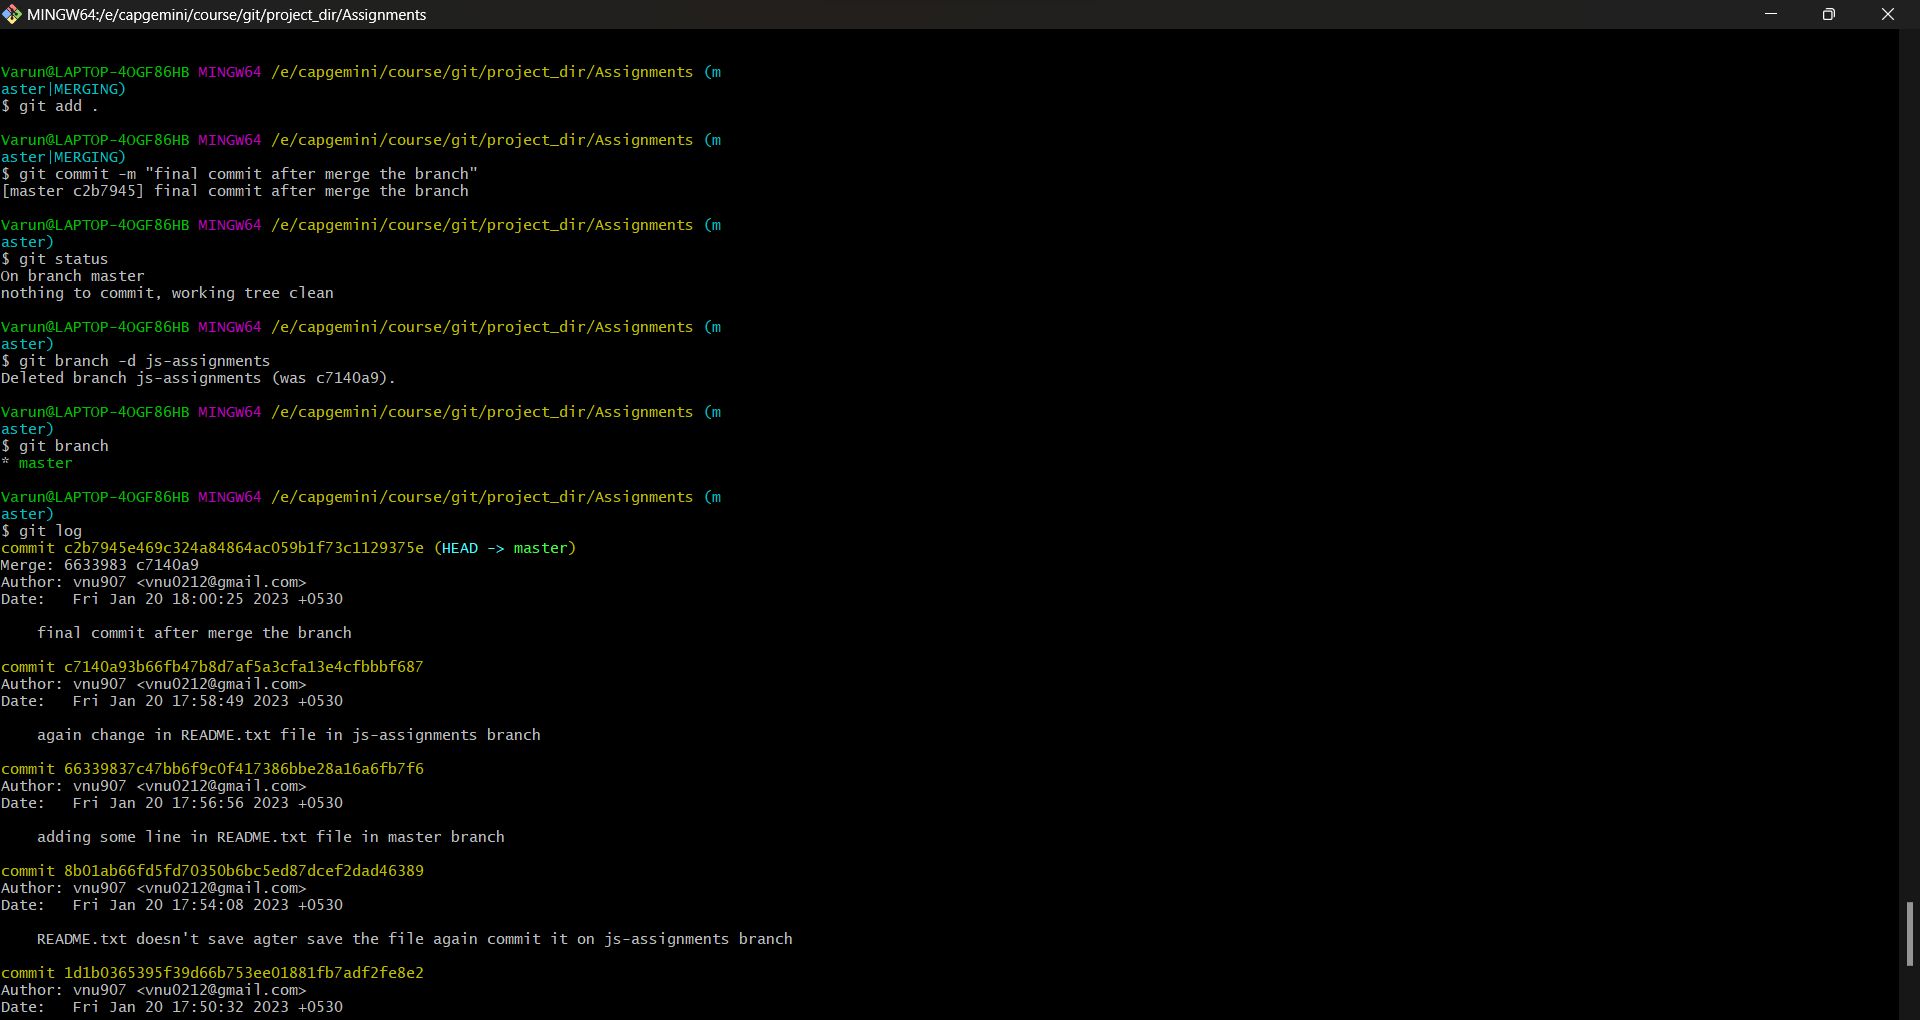 MINGW64:/e/capgemini/course/git/project_dir/Assignments
Varun@LAPTOP-4OGF86HB MINGW64 /e/capgemini/course/git/project_dir/Assignments (m
aster|MERGING)
$ git add .
Varun@LAPTOP-4OGF86HB MINGW64 /e/capgemini/course/git/project_dir/Assignments (m
aster|MERGING)
$ git commit -m "final commit after merge the branch"
[master c2b7945] final commit after merge the branch
Varun@LAPTOP-4OGF86HB MINGW64 /e/capgemini/course/git/project_dir/Assignments (m
aster)
$ git status
On branch master
nothing to commit, working tree clean
Varun@LAPTOP-4OGF86HB MINGW64 /e/capgemini/course/git/project_dir/Assignments (m
aster)
$ git branch -d js-assignments
Deleted branch js-assignments (was c7140a9).
Varun@LAPTOP-4OGF86HB MINGW64 /e/capgemini/course/git/project_dir/Assignments (m
aster)
$ git branch
* master
Varun@LAPTOP-4OGF86HB MINGW64 /e/capgemini/course/git/project_dir/Assignments (m
aster)
$ git log
commit c2b7945e469c324a84864ac059b1f73c1129375e (HEAD -> master)
Merge: 6633983 c7140a9
Author: vnu907 <vnu0212@gmail.com>
Date:   Fri Jan 20 18:00:25 2023 +0530
final commit after merge the branch
commit c7140a93b66fb47b8d7af5a3cfa13e4cfbbbf687
Author: vnu907 <vnu0212@gmail.com>
Date:   Fri Jan 20 17:58:49 2023 +0530
again change in README.txt file in js-assignments branch
commit 66339837c47bb6f9c0f417386bbe28a16a6fb7f6
Author: vnu907 <vnu0212@gmail.com>
Date:   Fri Jan 20 17:56:56 2023 +0530
adding some line in README.txt file in master branch
commit 8b01ab66fd5fd70350b6bc5ed87dcef2dad46389
Author: vnu907 <vnu0212@gmail.com>
Date:   Fri Jan 20 17:54:08 2023 +0530
README.txt doesn't save agter save the file again commit it on js-assignments branch
commit 1d1b0365395f39d66b753ee01881fb7adf2fe8e2
Author: vnu907 <vnu0212@gmail.com>
Date:   Fri Jan 20 17:50:32 2023 +0530